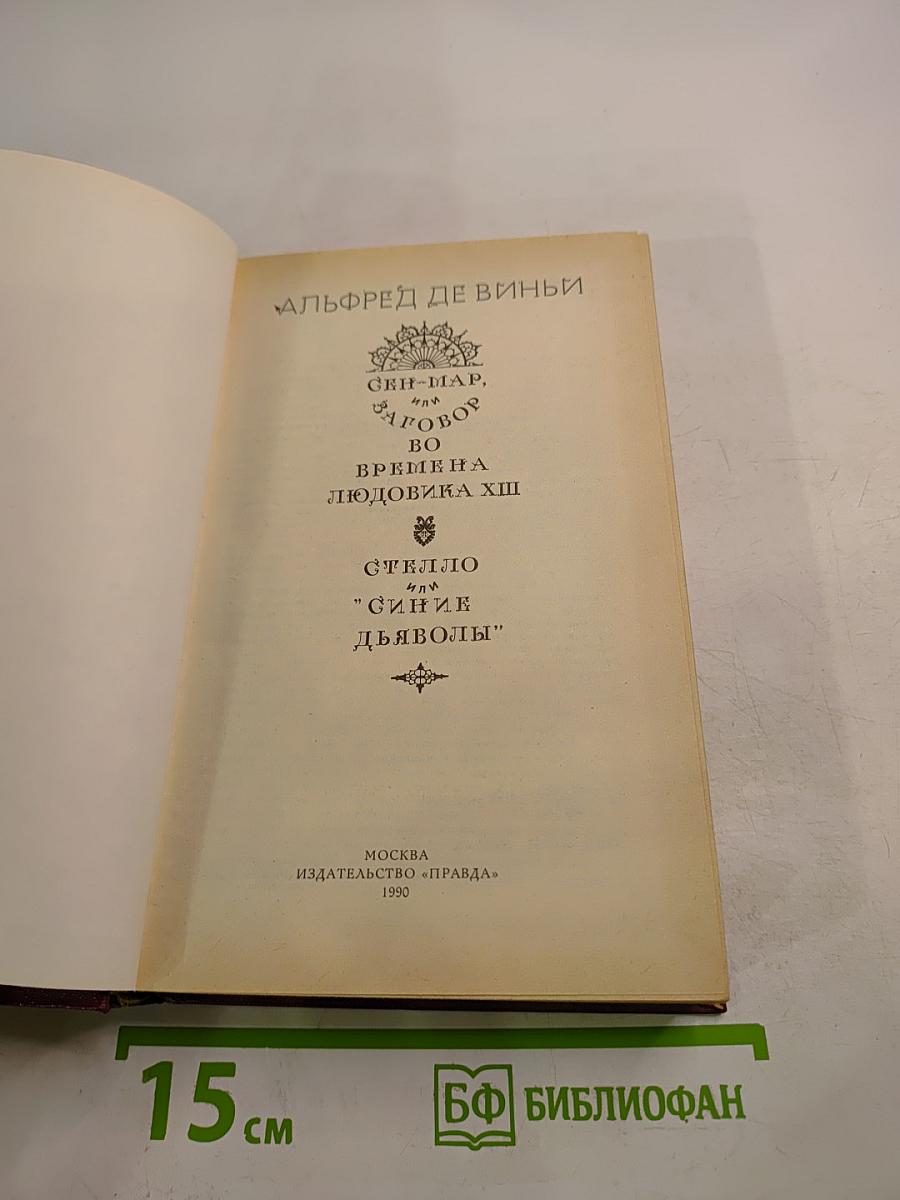 АЛЬФРЕД ДЕ ВИНЬИ
СЕН-МАР,
ИЛИ
ЗАГОВОР
ВО
ВРЕМЕНА
ЛЮДОВИКА XIII
СТЕЛЛО
ИЛИ
"СИНИЕ
ДЬЯВОЛЫ"
МОСКВА
ИЗДАТЕЛЬСТВО «ПРАВДА»
1990
15 см
БФ БИБЛИОФАН